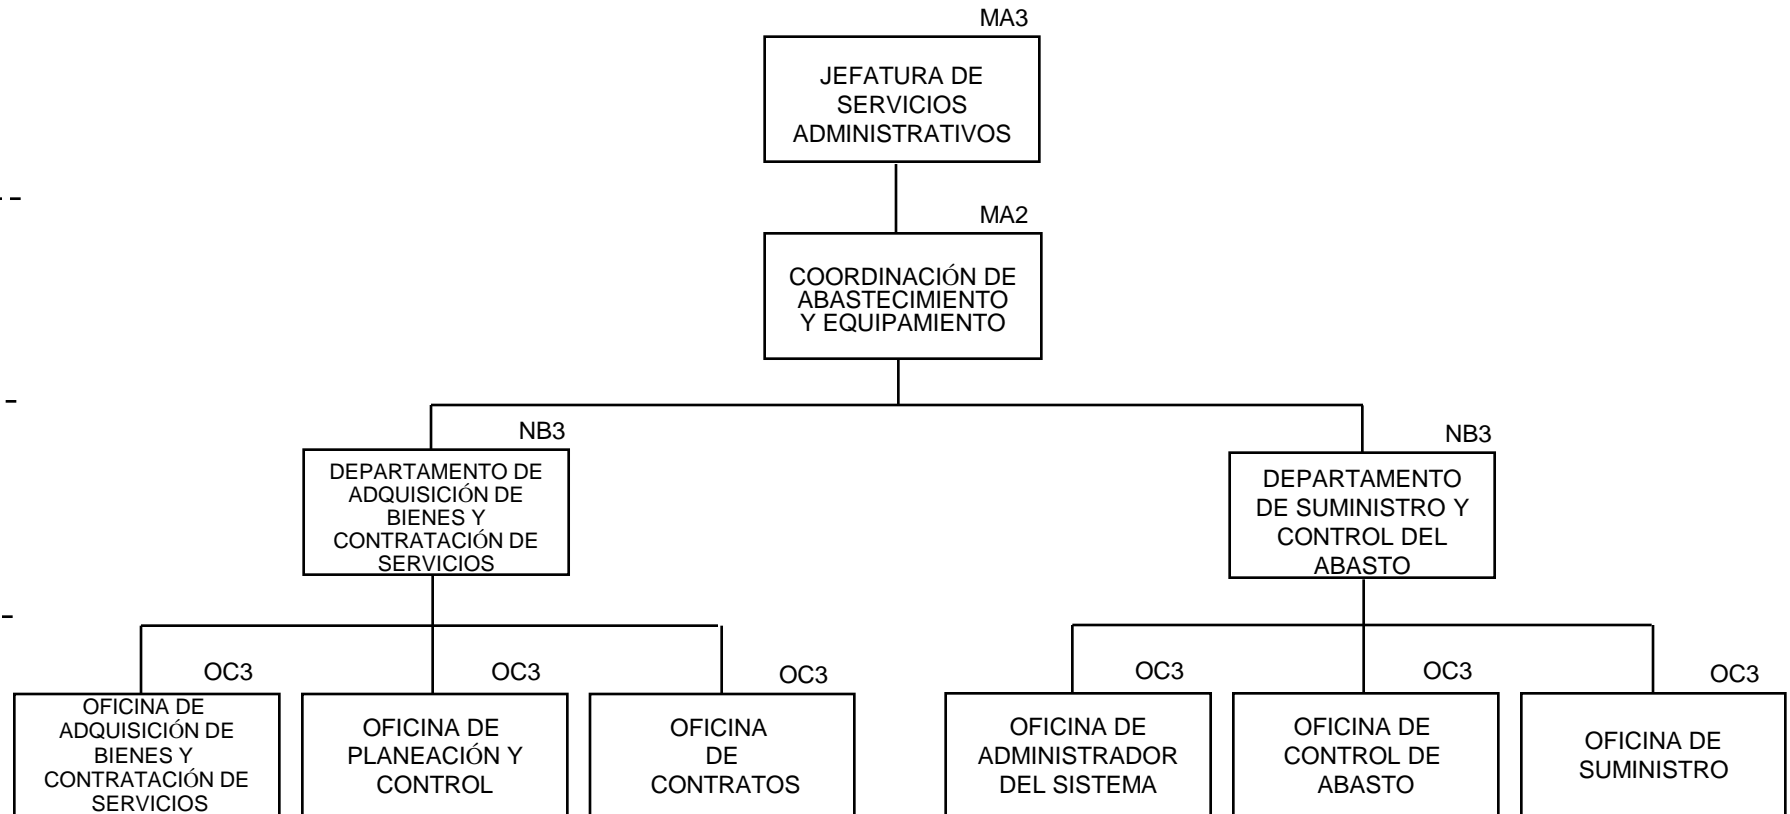 MA3
JEFATURA DE
SERVICIOS
ADMINISTRATIVOS
MA2
COORDINACIÓN DE
ABASTECIMIENTO
Y EQUIPAMIENTO
NB3
DEPARTAMENTO DE
ADQUISICIÓN DE
BIENES Y
CONTRATACIÓN DE
SERVICIOS
NB3
DEPARTAMENTO
DE SUMINISTRO Y
CONTROL DEL
ABASTO
OC3
OFICINA DE
ADQUISICIÓN DE
BIENES Y
CONTRATACIÓN DE
SERVICIOS
OC3
OFICINA DE
PLANEACIÓN Y
CONTROL
OC3
OFICINA
DE
CONTRATOS
OC3
OFICINA DE
ADMINISTRADOR
DEL SISTEMA
OC3
OFICINA DE
CONTROL DE
ABASTO
OC3
OFICINA DE
SUMINISTRO